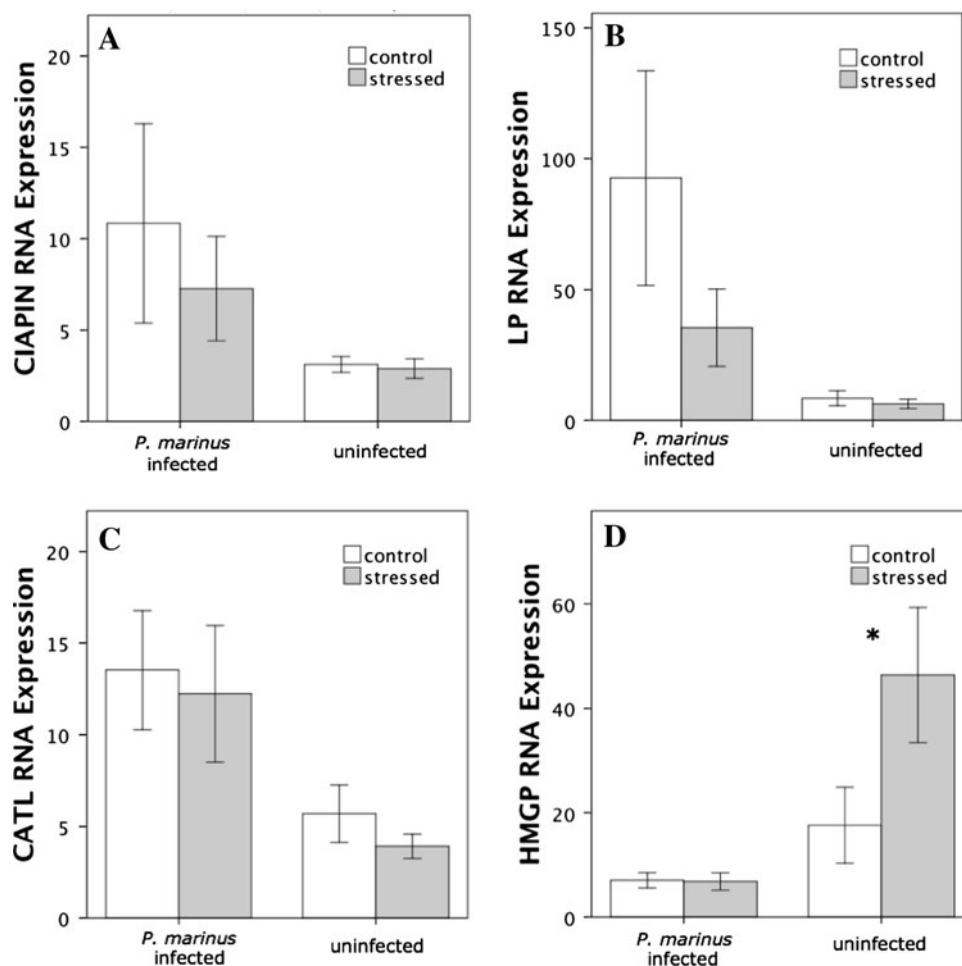 A
CIAPIN RNA Expression
20
15
10
5
0
control
stressed
P. marinus
infected
uninfected
B
LP RNA Expression
150
100
50
0
control
stressed
P. marinus
infected
uninfected
C
CATL RNA Expression
20
15
10
5
0
control
stressed
P. marinus
infected
uninfected
D
HMGP RNA Expression
60
40
20
0
control
stressed
*
P. marinus
infected
uninfected